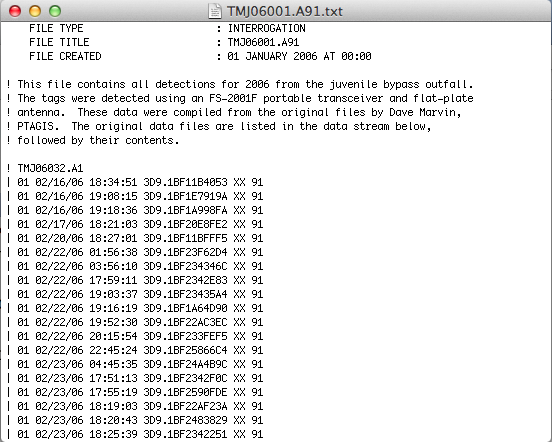 TMJ06001.A91.txt
FILE TYPE : INTERROGATION
FILE TITLE : TMJ06001.A91
FILE CREATED : 01 JANUARY 2006 AT 00:00
! This file contains all detections for 2006 from the juvenile bypass outfall.
! The tags were detected using an FS-2001F portable transceiver and flat-plate
! antenna. These data were compiled from the original files by Dave Marvin,
! PTAGIS. The original data files are listed in the data stream below,
! followed by their contents.
! TMJ06032.A1
| 01 02/16/06 18:34:51 3D9.1BF11B4053 XX 91
| 01 02/16/06 19:08:15 3D9.1BF1E7919A XX 91
| 01 02/16/06 19:18:36 3D9.1BF1A998FA XX 91
| 01 02/17/06 18:21:03 3D9.1BF20E8FE2 XX 91
| 01 02/20/06 18:27:01 3D9.1BF11BFFF5 XX 91
| 01 02/22/06 01:56:38 3D9.1BF23F62D4 XX 91
| 01 02/22/06 03:56:10 3D9.1BF234346C XX 91
| 01 02/22/06 17:59:11 3D9.1BF2342E83 XX 91
| 01 02/22/06 19:03:37 3D9.1BF23435A4 XX 91
| 01 02/22/06 19:16:19 3D9.1BF1A64D90 XX 91
| 01 02/22/06 19:52:30 3D9.1BF22AC3EC XX 91
| 01 02/22/06 20:15:54 3D9.1BF233FEF5 XX 91
| 01 02/22/06 22:45:24 3D9.1BF25866C4 XX 91
| 01 02/23/06 04:45:35 3D9.1BF24A4B9C XX 91
| 01 02/23/06 17:51:13 3D9.1BF2342F0C XX 91
| 01 02/23/06 17:55:19 3D9.1BF2590FDE XX 91
| 01 02/23/06 18:19:03 3D9.1BF22AF23A XX 91
| 01 02/23/06 18:20:43 3D9.1BF2483829 XX 91
| 01 02/23/06 18:25:39 3D9.1BF2342251 XX 91